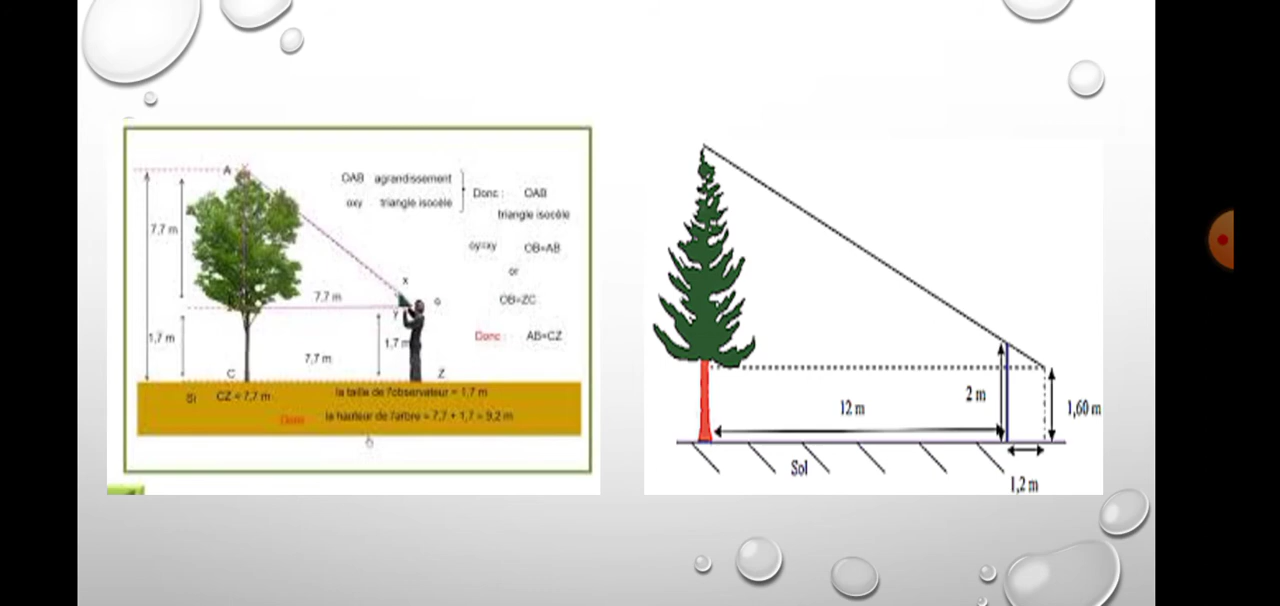 A
OAB agrandissement
oxy triangle isocèle
Donc : OAB
triangle isocèle
oy=xy OB=AB
or
OB=ZC
Donc : AB=CZ
7,7 m
7,7 m
X
Y
o
1,7 m
1,7 m
7,7 m
C
Z
Si CZ = 7,7 m
la taille de l'observateur = 1,7 m
Donc la hauteur de l'arbre = 7,7 + 1,7 = 9,2 m
2 m
12 m
1,60 m
Sol
1,2 m